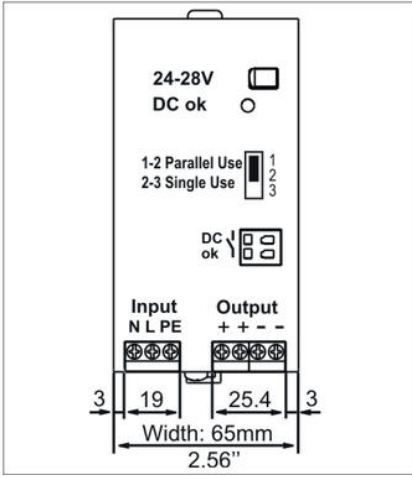 24-28V
DC ok
1-2 Parallel Use
2-3 Single Use
1
2
3
DC
ok
Input
Output
N L PE
+ + - -
3
19
25.4
3
Width: 65mm
2.56"